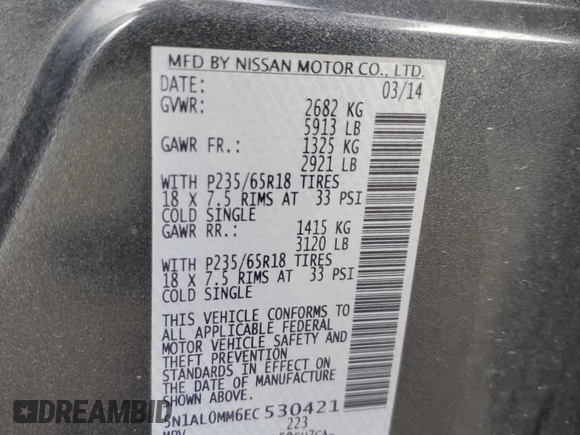 MFD BY NISSAN MOTOR CO., LTD.
DATE: 03/14
GVWR: 2682 KG
5913 LB
GAWR FR.: 1325 KG
2921 LB
WITH P235/65R18 TIRES
18 X 7.5 RIMS AT 33 PSI
COLD SINGLE
GAWR RR.: 1415 KG
3120 LB
WITH P235/65R18 TIRES
18 X 7.5 RIMS AT 33 PSI
COLD SINGLE
THIS VEHICLE CONFORMS TO
ALL APPLICABLE FEDERAL
MOTOR VEHICLE SAFETY AND
THEFT PREVENTION
STANDARDS IN EFFECT ON
THE DATE OF MANUFACTURE
SHOWN ABOVE.
5N1AL0MM6EC530421
223
MPV
DREAMBID